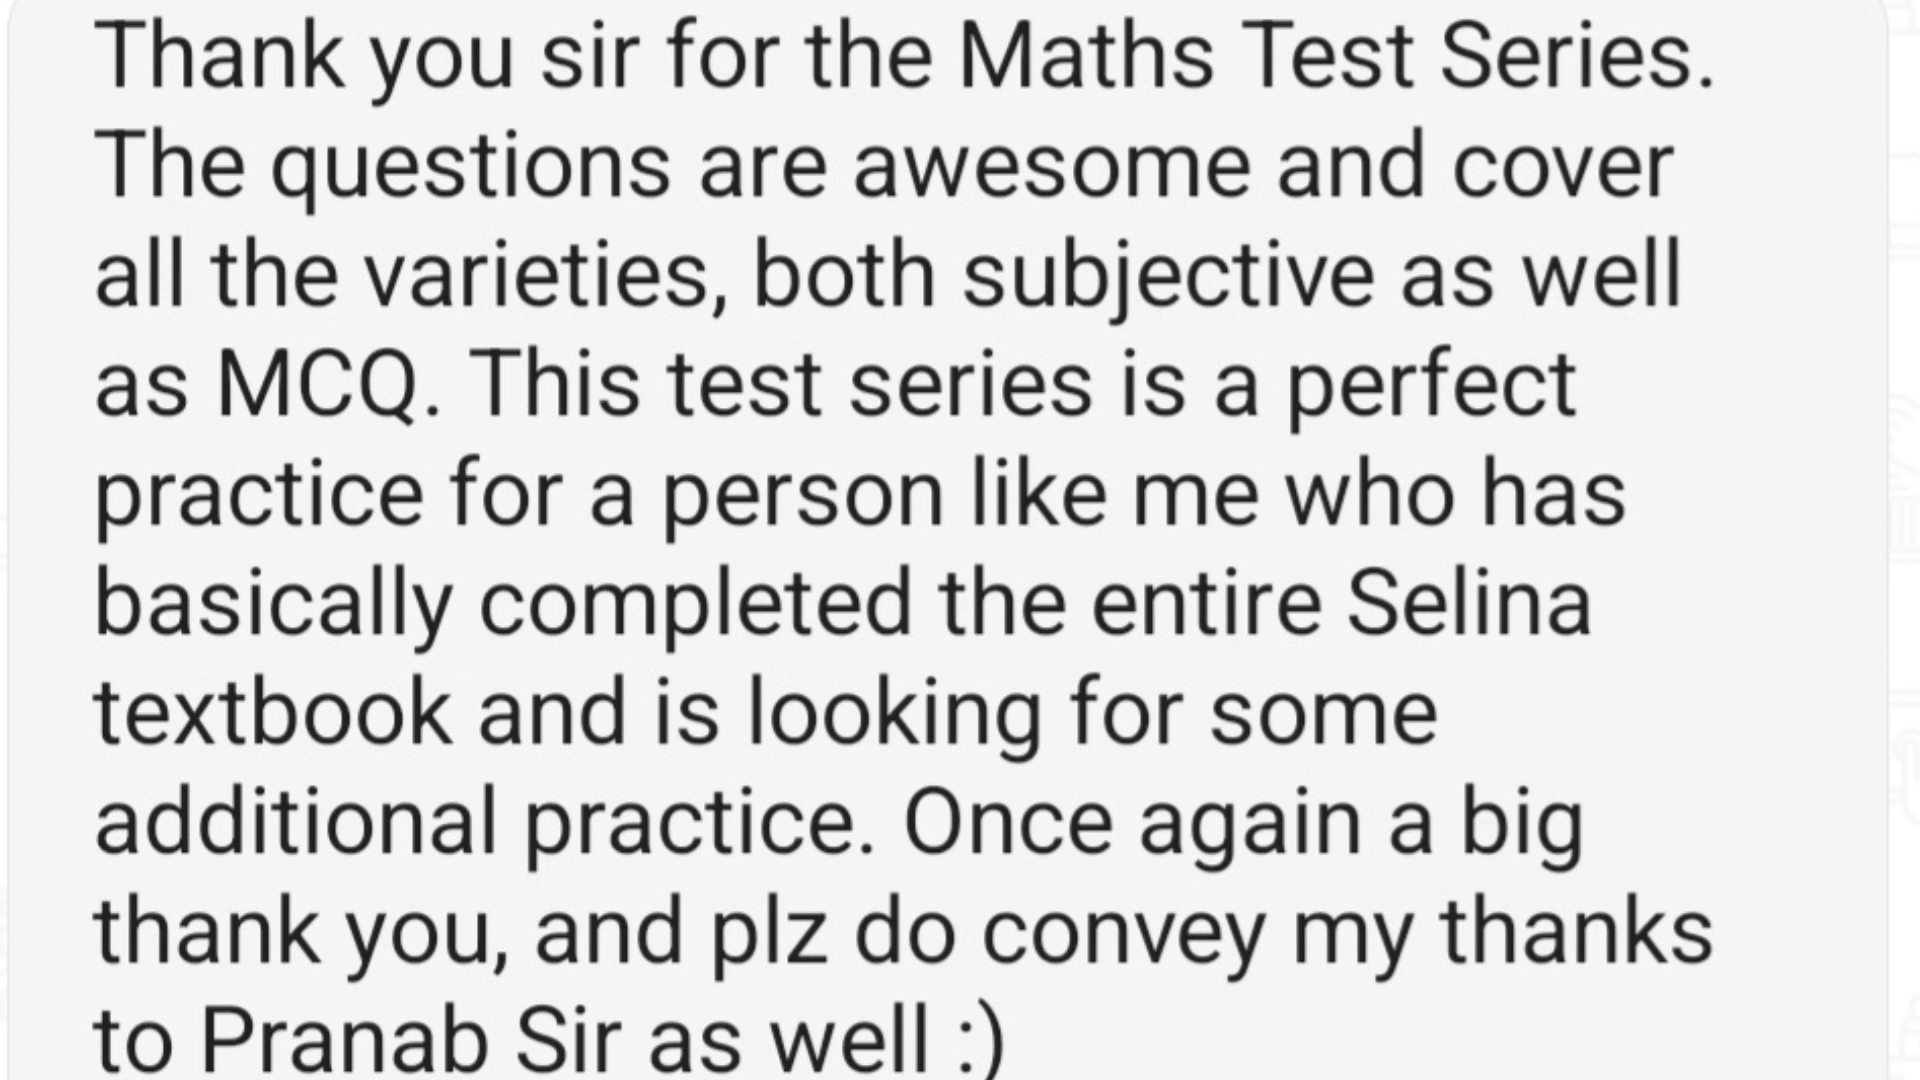 Thank you sir for the Maths Test Series.
The questions are awesome and cover
all the varieties, both subjective as well
as MCQ. This test series is a perfect
practice for a person like me who has
basically completed the entire Selina
textbook and is looking for some
additional practice. Once again a big
thank you, and plz do convey my thanks
to Pranab Sir as well :)